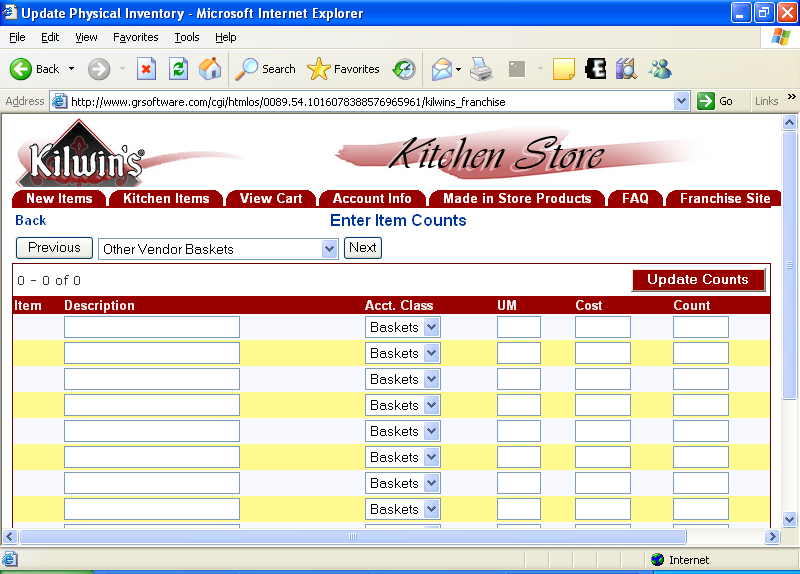 Update Physical Inventory - Microsoft Internet Explorer
File Edit View Favorites Tools Help
Back Search Favorites
Address http://www.grsoftware.com/cgi/htmlos/0089.54.1016078388576965961/kilwins_franchise Go Links »
Kilwin's® Kitchen Store
New Items Kitchen Items View Cart Account Info Made in Store Products FAQ Franchise Site
Back Enter Item Counts
Previous Other Vendor Baskets Next
0 - 0 of 0 Update Counts
Item Description Acct. Class UM Cost Count
Baskets
Baskets
Baskets
Baskets
Baskets
Baskets
Baskets
Baskets
Internet